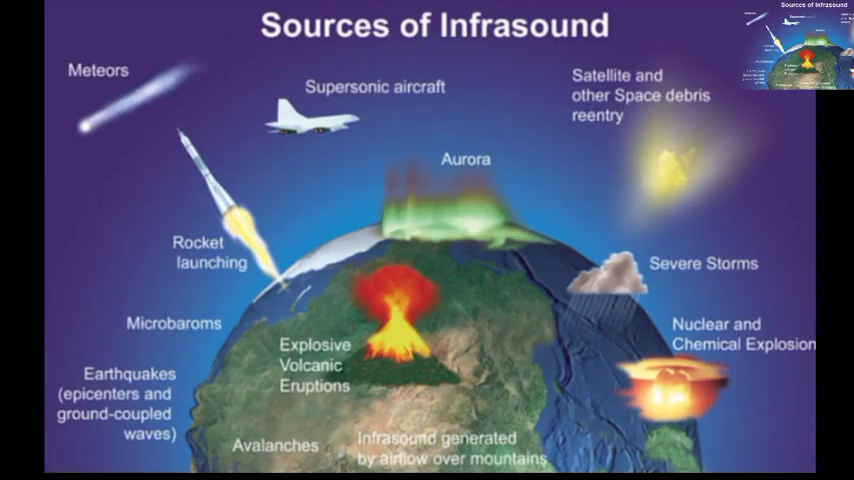 Sources of Infrasound
Meteors
Supersonic aircraft
Satellite and
other Space debris
reentry
Aurora
Rocket
launching
Severe Storms
Microbaroms
Nuclear and
Chemical Explosion
Explosive
Volcanic
Eruptions
Earthquakes
(epicenters and
ground-coupled
waves)
Avalanches
Infrasound generated
by airflow over mountains
Sources of Infrasound